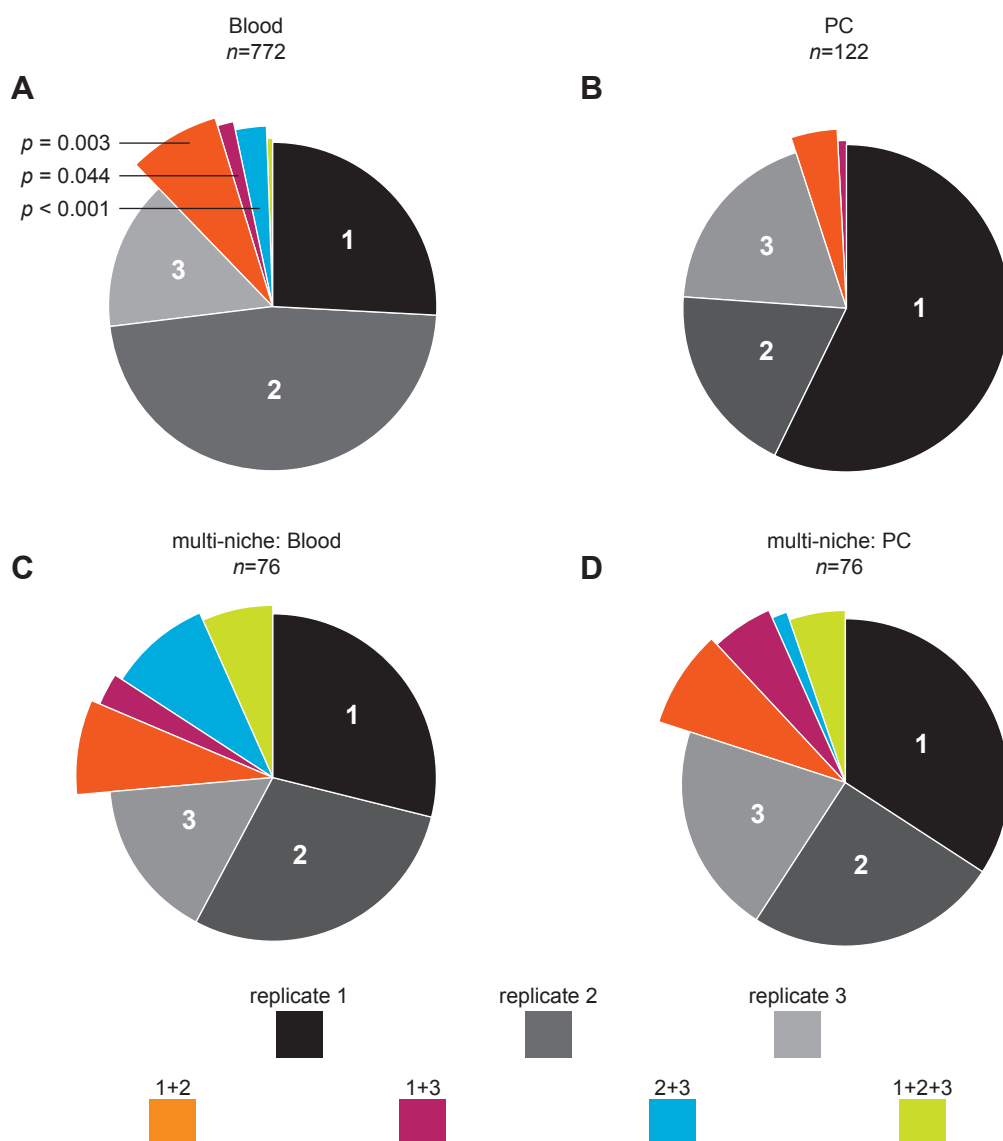 Blood
n=772
A
p = 0.003
p = 0.044
p < 0.001
1
2
3
PC
n=122
B
1
2
3
multi-niche: Blood
n=76
C
1
2
3
multi-niche: PC
n=76
D
1
2
3
replicate 1
replicate 2
replicate 3
1+2
1+3
2+3
1+2+3